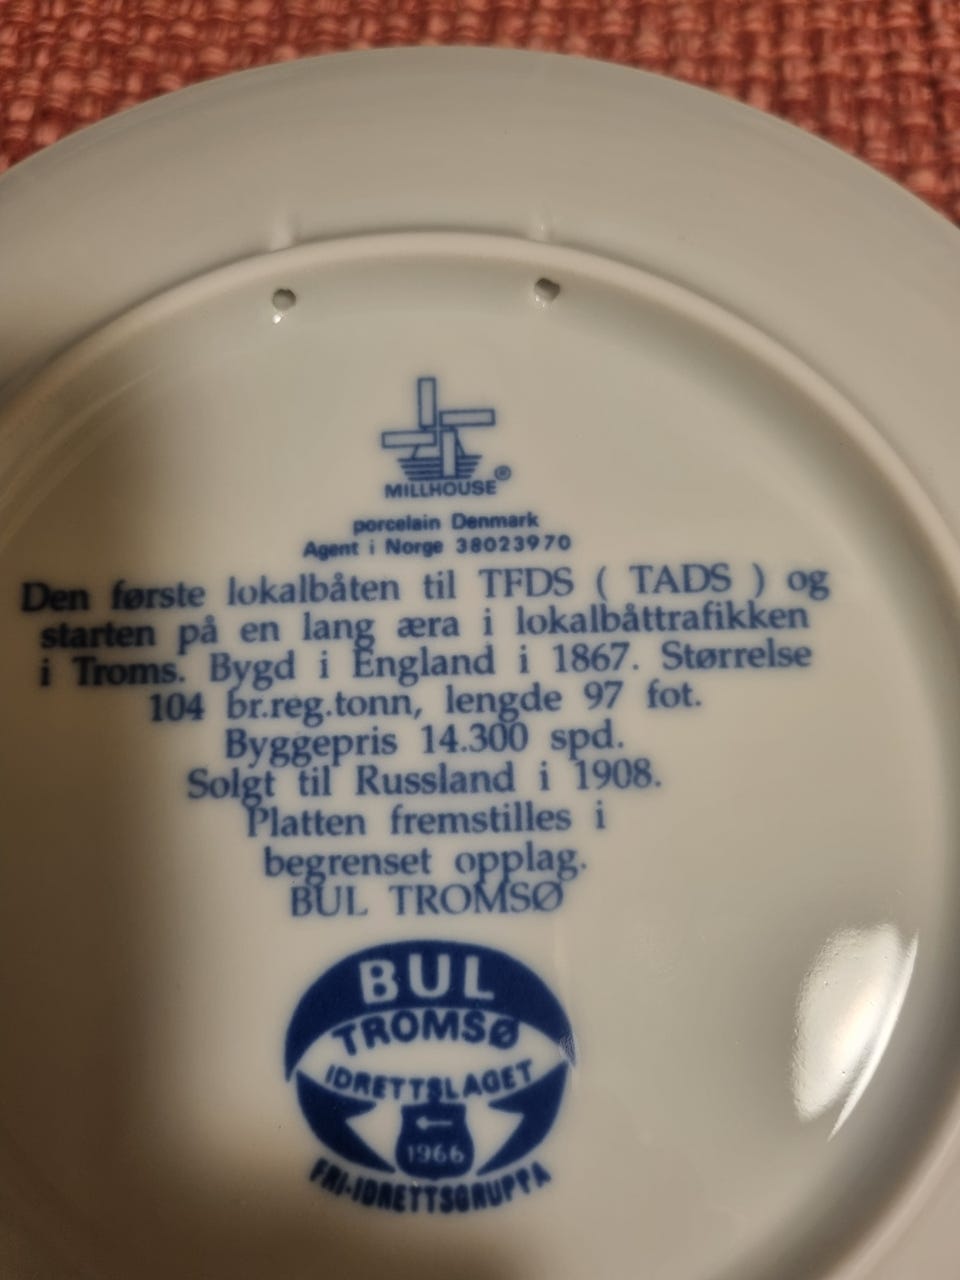 MILLHOUSE®
porcelain Denmark
Agent i Norge 38023970
Den første lokalbåten til TFDS ( TADS ) og
starten på en lang æra i lokalbåttrafikken
i Troms. Bygd i England i 1867. Størrelse
104 br.reg.tonn, lengde 97 fot.
Byggepris 14.300 spd.
Solgt til Russland i 1908.
Platten fremstilles i
begrenset opplag.
BUL TROMSØ
BUL
TROMSØ
IDRETTSLAGET
1966
FRI-IDRETTSGRUPPA